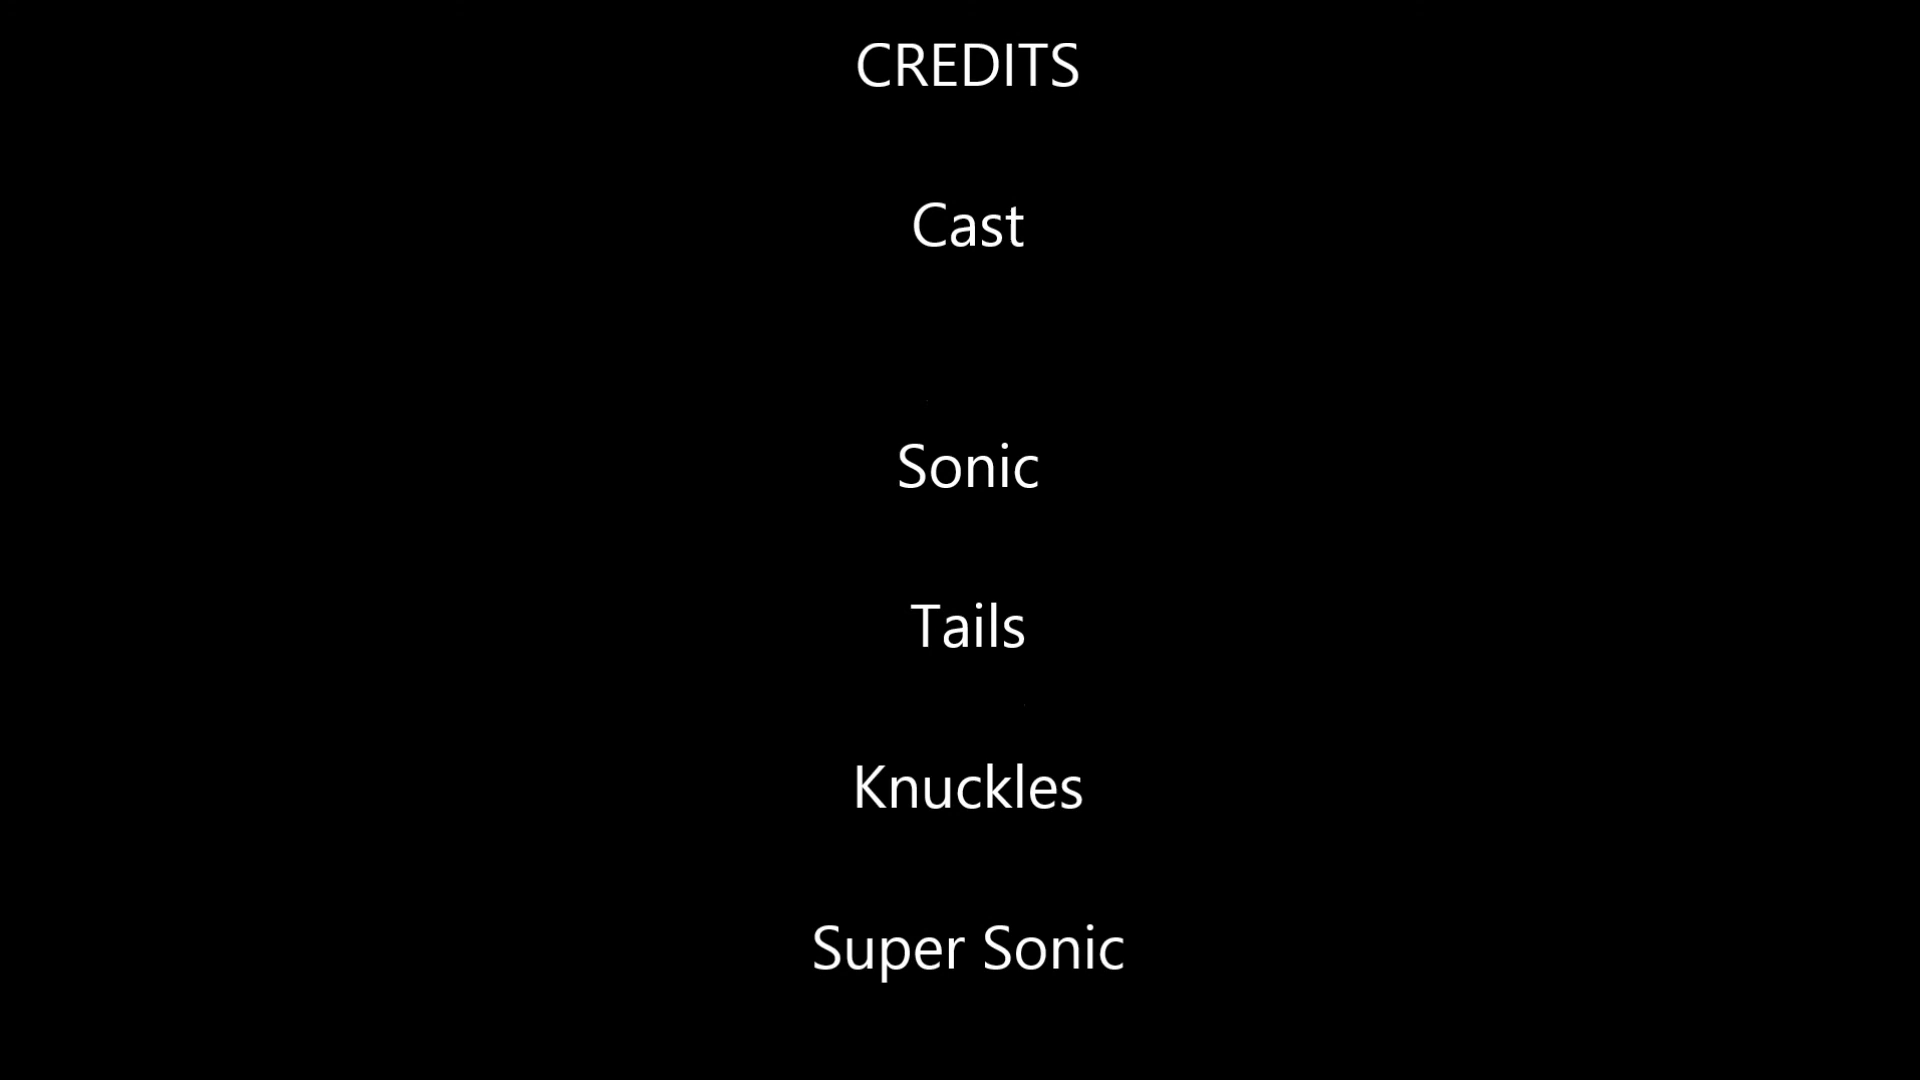 CREDITS
Cast
Sonic
Tails
Knuckles
Super Sonic